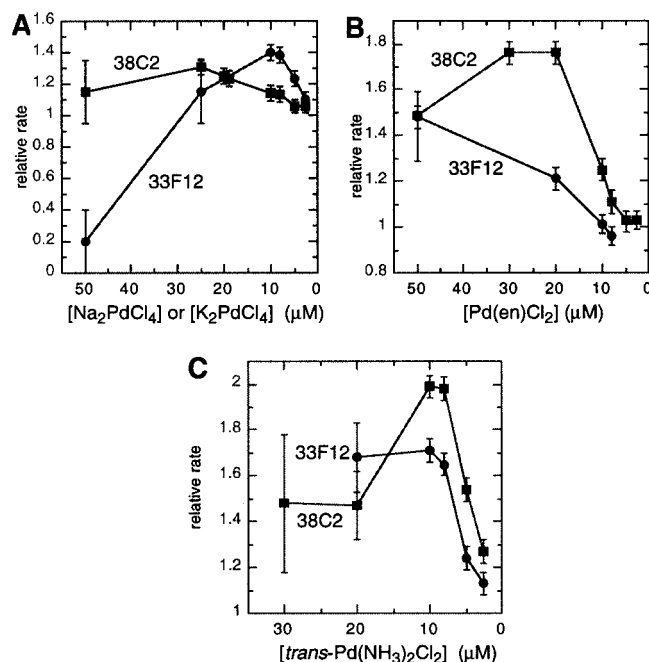 A
1.6
1.4
1.2
1
0.8
0.6
0.4
0.2
0
relative rate
38C2
33F12
50 40 30 20 10 0
[Na₂PdCl₄] or [K₂PdCl₄] (μM)
B
1.8
1.6
1.4
1.2
1
0.8
relative rate
38C2
33F12
50 40 30 20 10 0
[Pd(en)Cl₂] (μM)
C
2
1.8
1.6
1.4
1.2
1
relative rate
33F12
38C2
30 20 10 0
[trans-Pd(NH₃)₂Cl₂] (μM)